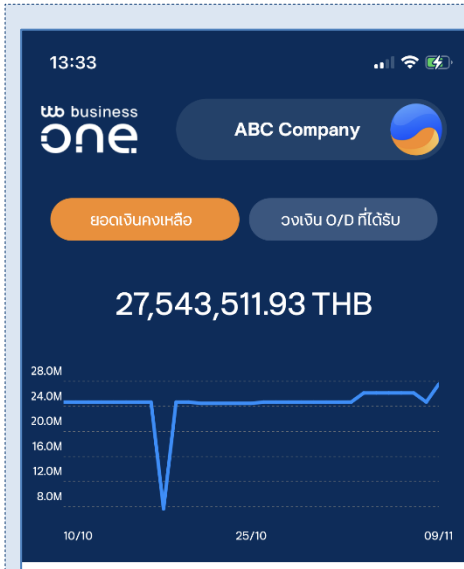 13:33
ttb business
one
ABC Company
ยอดเงินคงเหลือ
วงเงิน O/D ที่ได้รับ
27,543,511.93 THB
28.0M
24.0M
20.0M
16.0M
12.0M
8.0M
10/10 25/10 09/11